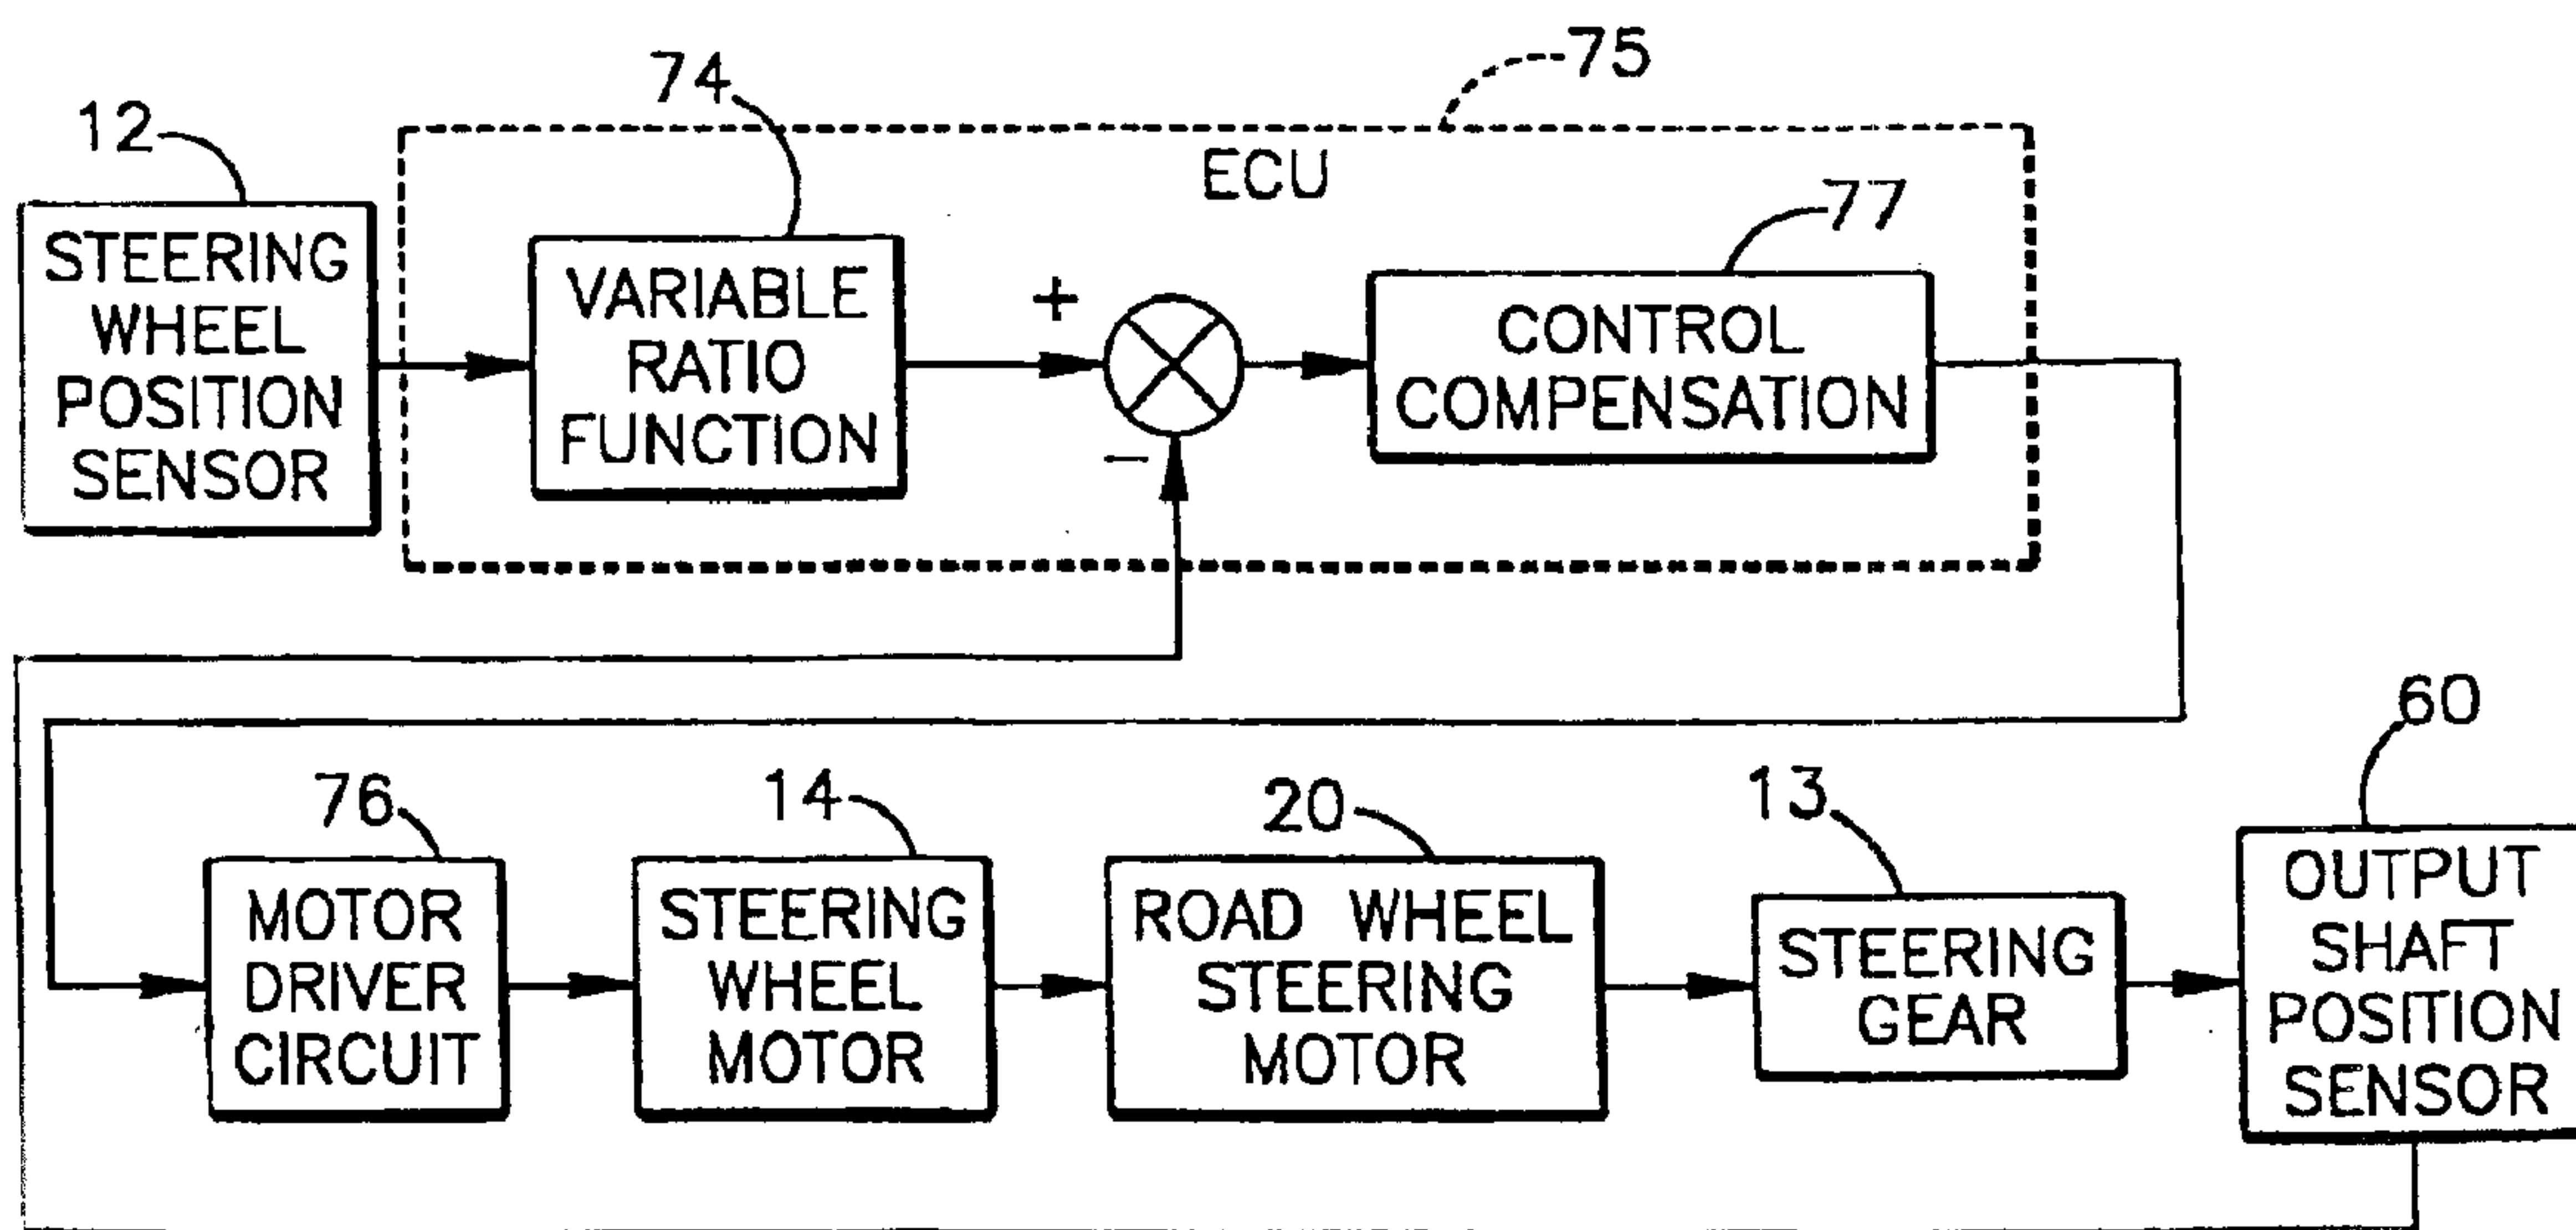 75
74
12
ECU
77
STEERING
WHEEL
POSITION
SENSOR
VARIABLE
RATIO
FUNCTION
+
−
CONTROL
COMPENSATION
60
76
14
20
13
MOTOR
DRIVER
CIRCUIT
STEERING
WHEEL
MOTOR
ROAD WHEEL
STEERING
MOTOR
STEERING
GEAR
OUTPUT
SHAFT
POSITION
SENSOR